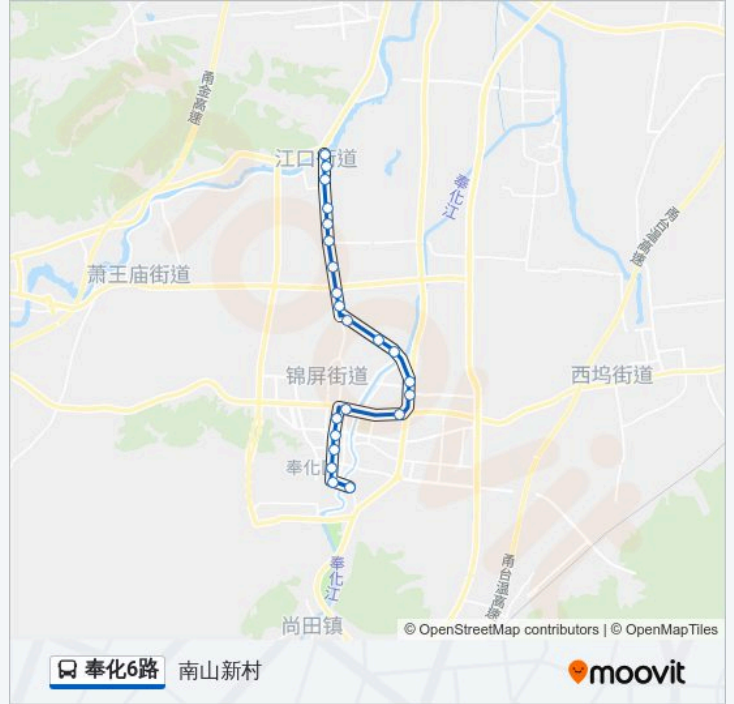 甬金高速
江口街道
奉化江
甬台温高速
萧王庙街道
锦屏街道
西坞街道
奉化
甬台温高速
奉化江
尚田镇
© OpenStreetMap contributors | © OpenMapTiles
奉化6路
南山新村
moovit